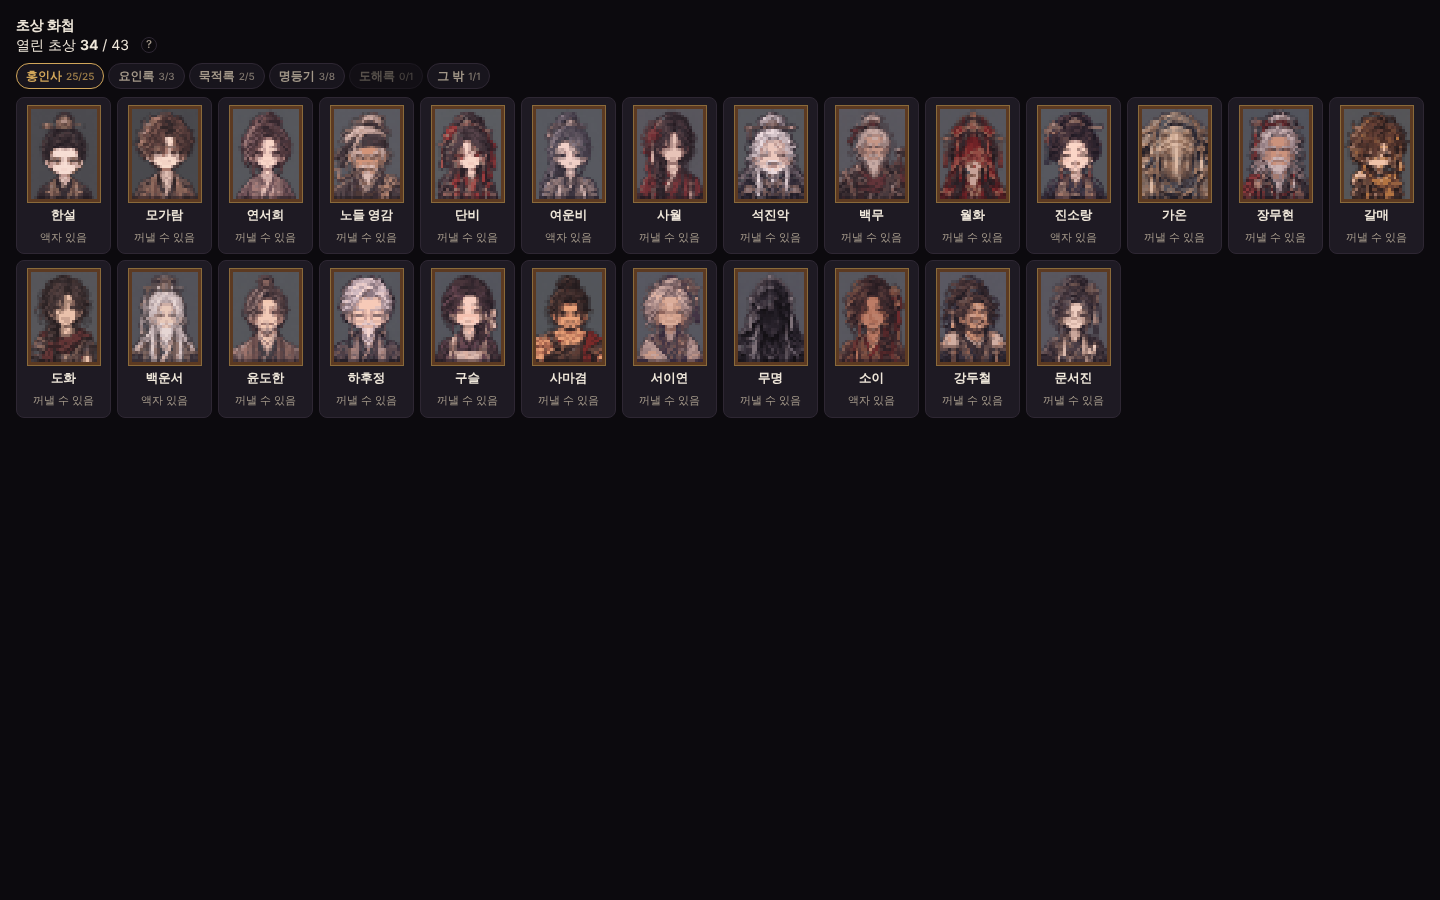 초상 화첩
열린 초상 34 / 43 ?
홍인사 25/25 요인록 3/3 묵적록 2/5 명등기 3/8 도해록 0/1 그 밖 1/1
한설 모가람 연서희 노들 영감 단비 여운비 사월 석진악 백무 월화 진소랑 가온 장무현 갈매
액자 있음 꺼낼 수 있음 꺼낼 수 있음 꺼낼 수 있음 꺼낼 수 있음 액자 있음 꺼낼 수 있음 꺼낼 수 있음 꺼낼 수 있음 꺼낼 수 있음 액자 있음 꺼낼 수 있음 꺼낼 수 있음 꺼낼 수 있음
도화 백운서 윤도한 하후정 구슬 사마겸 서이연 무명 소이 강두철 문서진
꺼낼 수 있음 액자 있음 꺼낼 수 있음 꺼낼 수 있음 꺼낼 수 있음 꺼낼 수 있음 꺼낼 수 있음 꺼낼 수 있음 액자 있음 꺼낼 수 있음 꺼낼 수 있음